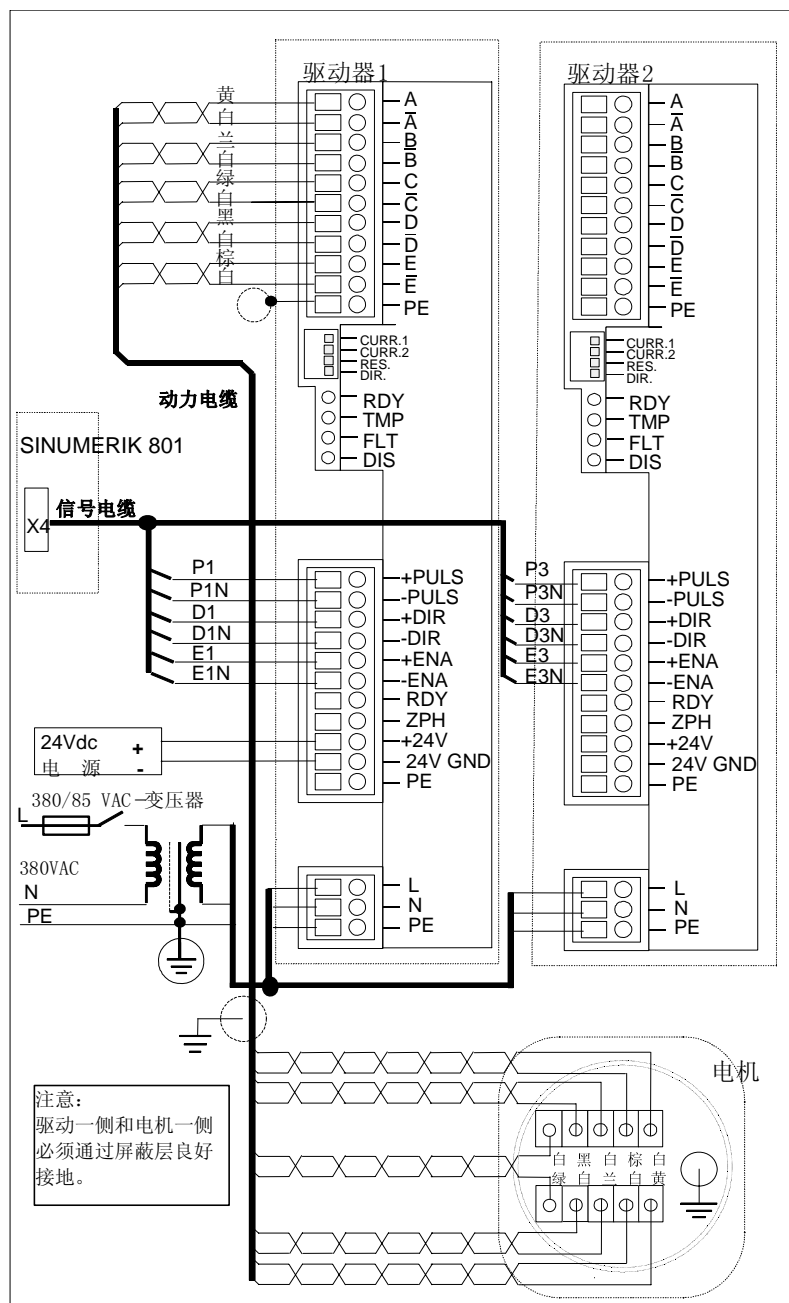 驱动器1
驱动器2
黄
白
兰
白
绿
白
黑
白
棕
白
A
A̅
B
B̅
C
C̅
D
D̅
E
E̅
PE
CURR.1
CURR.2
RES.
DIR.
RDY
TMP
FLT
DIS
A
A̅
B
B̅
C
C̅
D
D̅
E
E̅
PE
CURR.1
CURR.2
RES.
DIR.
RDY
TMP
FLT
DIS
动力电缆
SINUMERIK 801
X4
信号电缆
P1
P1N
D1
D1N
E1
E1N
+PULS
-PULS
+DIR
-DIR
+ENA
-ENA
RDY
ZPH
+24V
24V GND
PE
P3
P3N
D3
D3N
E3
E3N
+PULS
-PULS
+DIR
-DIR
+ENA
-ENA
RDY
ZPH
+24V
24V GND
PE
24Vdc +
电 源 -
380/85 VAC-变压器
L
380VAC
N
PE
L
N
PE
L
N
PE
电机
白 黑 白 棕 白
绿 白 兰 白 黄
注意:
驱动一侧和电机一侧
必须通过屏蔽层良好
接地。